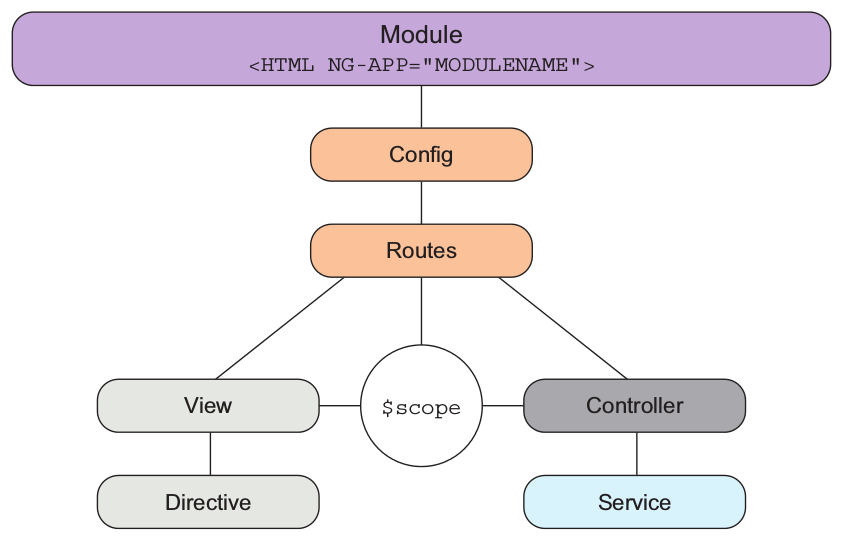 Module
<HTML NG-APP="MODULENAME">
Config
Routes
View
$scope
Controller
Directive
Service